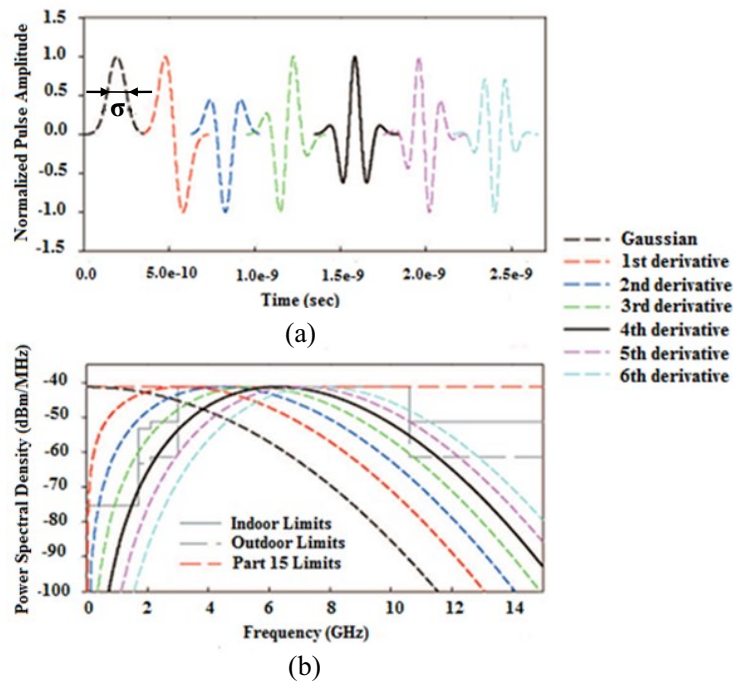 Normalized Pulse Amplitude
1.5
1.0
0.5
0.0
-0.5
-1.0
-1.5
σ
0.0 5.0e-10 1.0e-9 1.5e-9 2.0e-9 2.5e-9
Time (sec)
(a)
Gaussian
1st derivative
2nd derivative
3rd derivative
4th derivative
5th derivative
6th derivative
Power Spectral Density (dBm/MHz)
-40
-50
-60
-70
-80
-90
-100
Indoor Limits
Outdoor Limits
Part 15 Limits
0 2 4 6 8 10 12 14
Frequency (GHz)
(b)